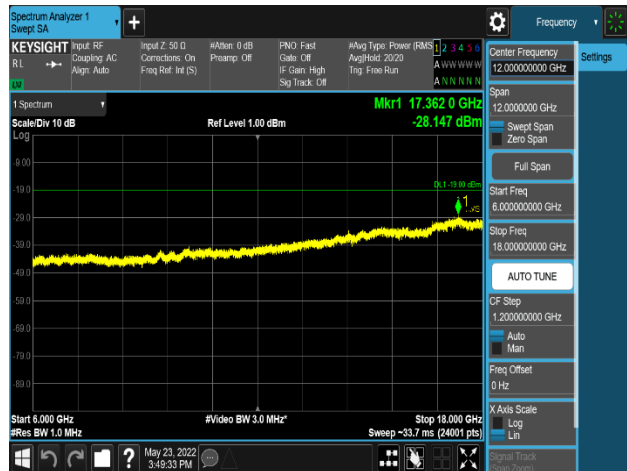 Spectrum Analyzer 1
Swept SA
Frequency
KEYSIGHT
RL
Input: RF
Coupling: AC
Align: Auto
Input Z: 50 Ω
Corrections: On
Freq Ref: Int (S)
#Atten: 0 dB
Preamp: Off
PNO: Fast
Gate: Off
IF Gain: High
Sig Track: Off
#Avg Type: Power (RMS
Avg|Hold: 20/20
Trig: Free Run
1 2 3 4 5 6
A W W W W W
A N N N N N
LNI
1 Spectrum
Scale/Div 10 dB
Log
Ref Level 1.00 dBm
Mkr1 17.362 0 GHz
-28.147 dBm
DL1 -19.00 dBm
1
-9.00
-19.0
-29.0
-39.0
-49.0
-59.0
-69.0
-79.0
-89.0
Start 6.000 GHz
#Res BW 1.0 MHz
#Video BW 3.0 MHz*
Stop 18.000 GHz
Sweep ~33.7 ms (24001 pts)
May 23, 2022
3:49:33 PM
Center Frequency
12.000000000 GHz
Settings
Span
12.0000000 GHz
Swept Span
Zero Span
Full Span
Start Freq
6.000000000 GHz
Stop Freq
18.000000000 GHz
AUTO TUNE
CF Step
1.200000000 GHz
Auto
Man
Freq Offset
0 Hz
X Axis Scale
Log
Lin
Signal Track
(Span Zoom)